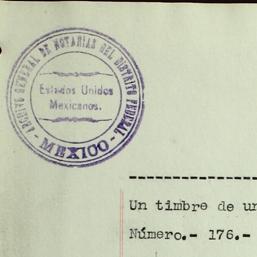 ARCHIVO GENERAL DE NOTARIAS DEL DISTRITO FEDERAL
Estados Unidos
Mexicanos.
- MEXICO -
Un timbre de un
Número.- 176.-